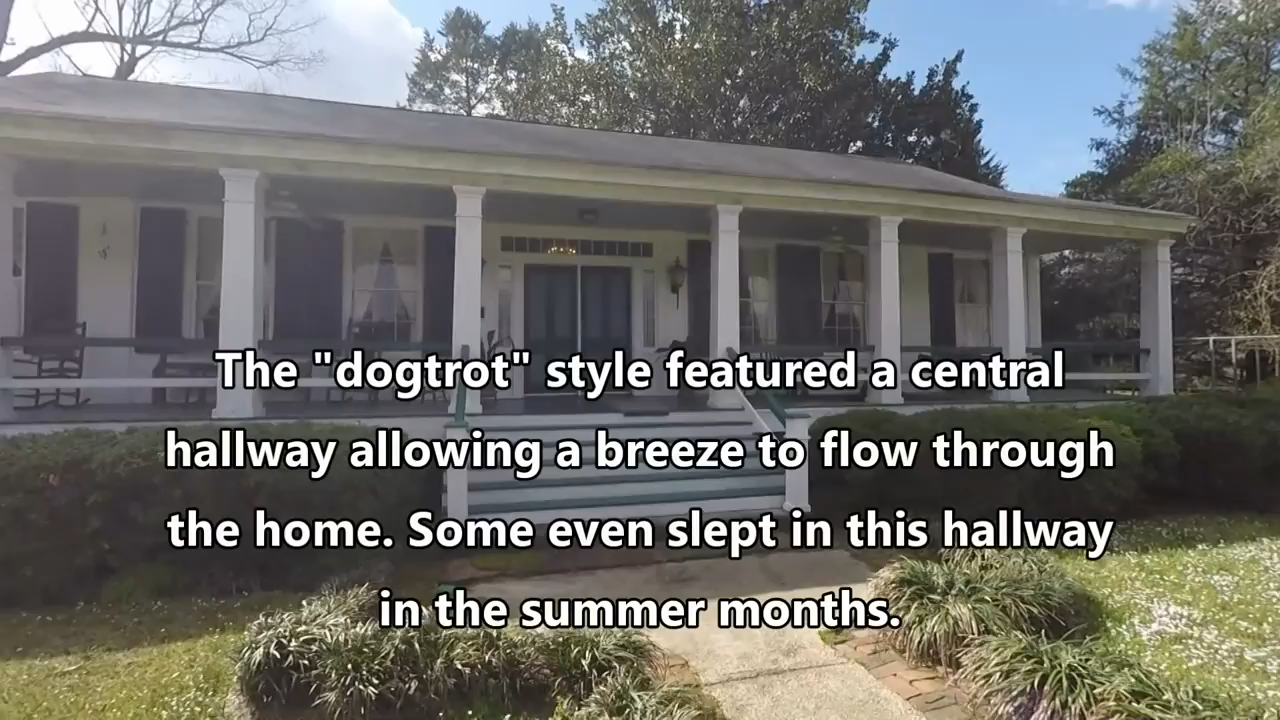 The "dogtrot" style featured a central
hallway allowing a breeze to flow through
the home. Some even slept in this hallway
in the summer months.